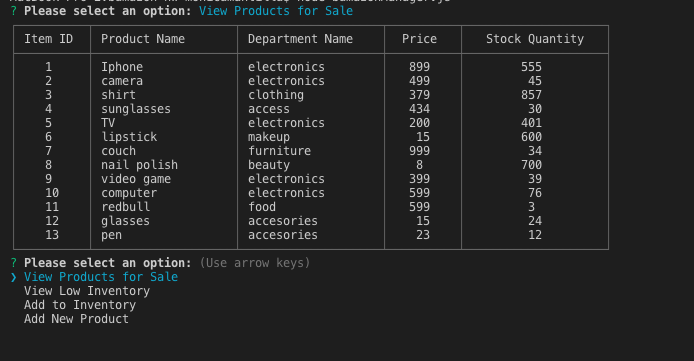 ? Please select an option: View Products for Sale
Item ID Product Name Department Name Price Stock Quantity
1 Iphone electronics 899 555
2 camera electronics 499 45
3 shirt clothing 379 857
4 sunglasses access 434 30
5 TV electronics 200 401
6 lipstick makeup 15 600
7 couch furniture 999 34
8 nail polish beauty 8 700
9 video game electronics 399 39
10 computer electronics 599 76
11 redbull food 599 3
12 glasses accesories 15 24
13 pen accesories 23 12
? Please select an option: (Use arrow keys)
❯ View Products for Sale
View Low Inventory
Add to Inventory
Add New Product